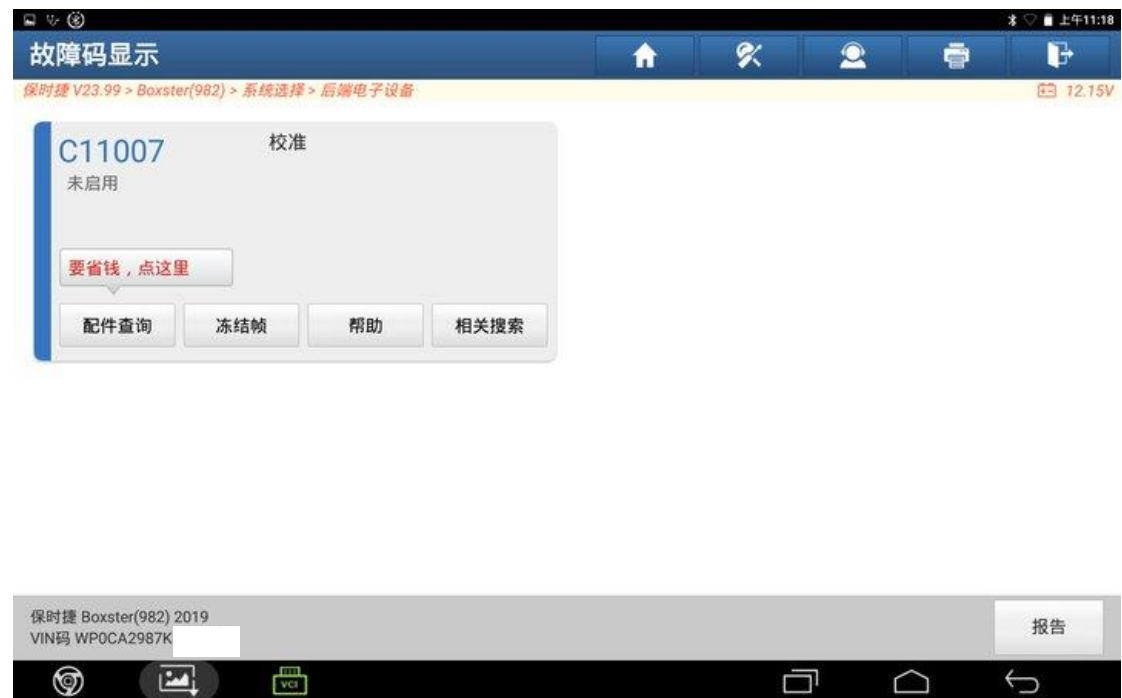 上午11:18
故障码显示
保时捷 V23.99 > Boxster(982) > 系统选择 > 后端电子设备
12.15V
C11007
校准
未启用
要省钱，点这里
配件查询
冻结帧
帮助
相关搜索
保时捷 Boxster(982) 2019
VIN码 WP0CA2987K
报告
VCI